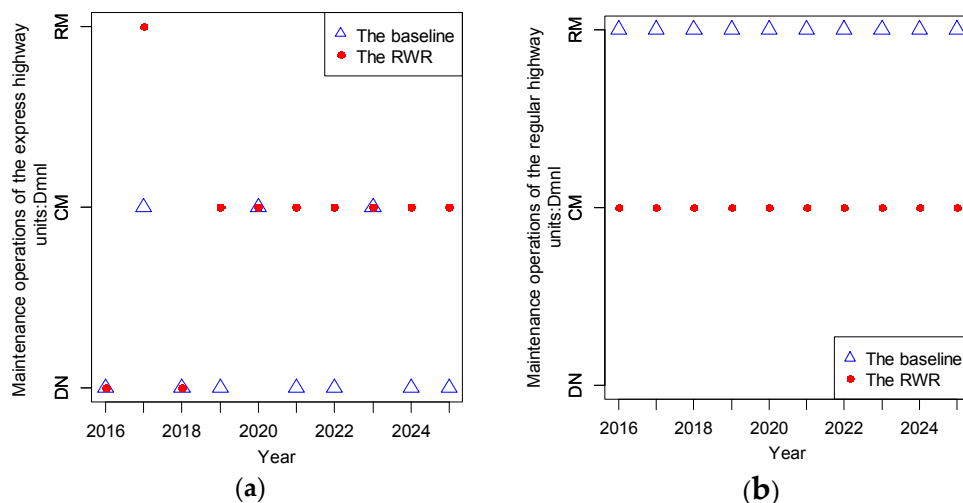 Maintenance operations of the express highway
units:Dmnl
RM
CM
DN
The baseline
The RWR
2016
2018
2020
2022
2024
Year
(a)
Maintenance operations of the regular highway
units:Dmnl
RM
CM
DN
The baseline
The RWR
2016
2018
2020
2022
2024
Year
(b)